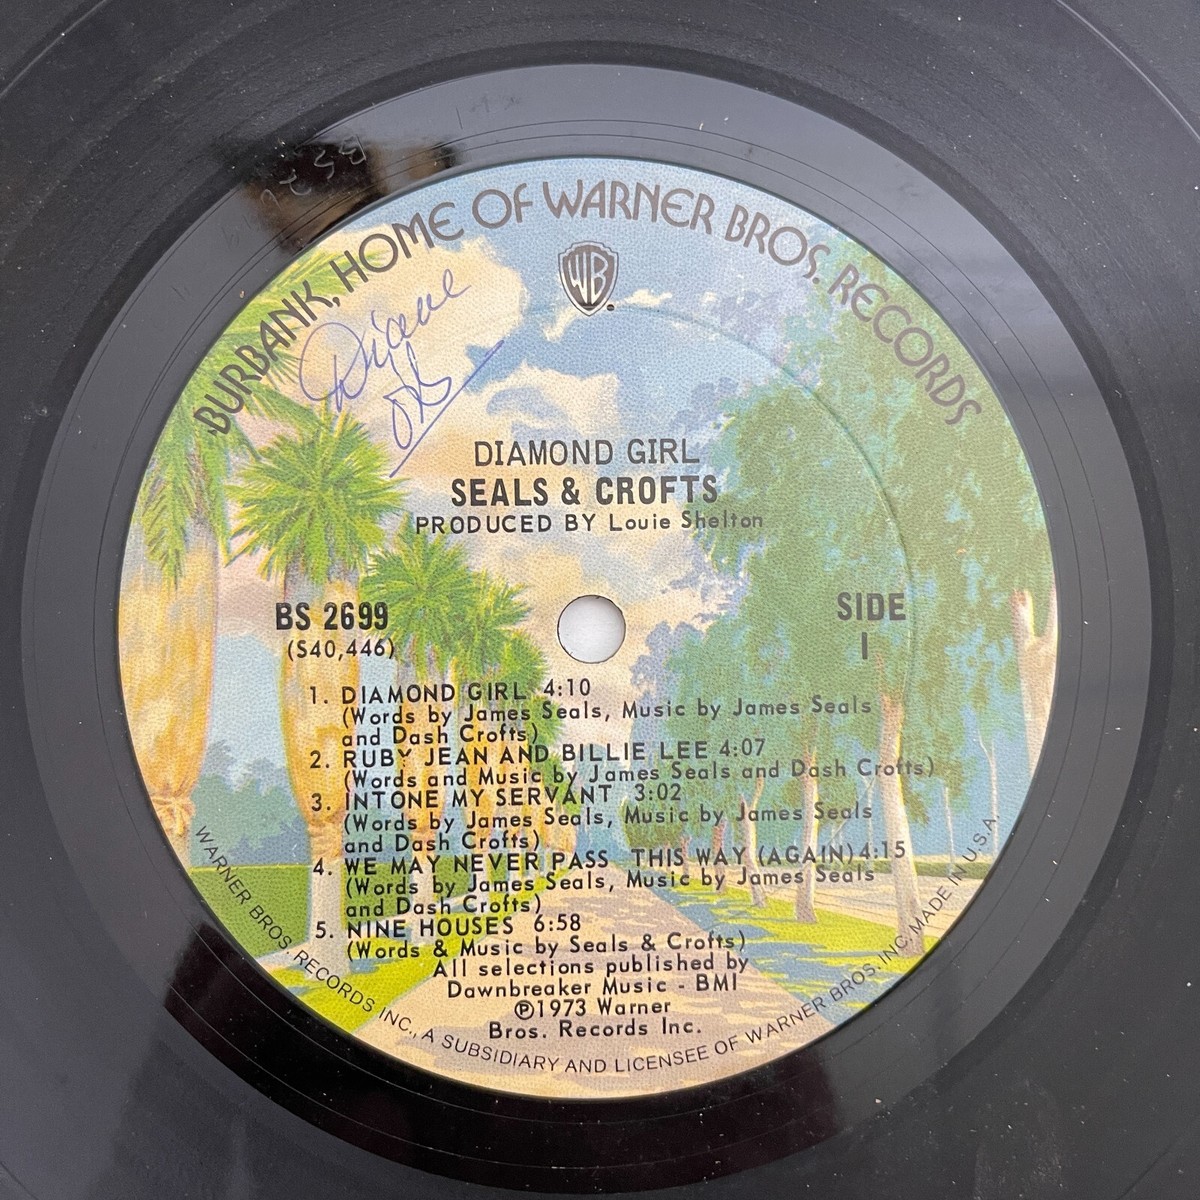 BURBANK, HOME OF WARNER BROS. RECORDS
WB
Diane
OK
DIAMOND GIRL
SEALS & CROFTS
PRODUCED BY Louie Shelton
BS 2699
(S40,446)
SIDE
1
1. DIAMOND GIRL 4:10
(Words by James Seals, Music by James Seals
and Dash Crofts)
2. RUBY JEAN AND BILLIE LEE 4:07
(Words and Music by James Seals and Dash Crofts)
3. INTONE MY SERVANT 3:02
(Words by James Seals, Music by James Seals
and Dash Crofts)
4. WE MAY NEVER PASS THIS WAY (AGAIN) 4:15
(Words by James Seals, Music by James Seals
and Dash Crofts)
5. NINE HOUSES 6:58
(Words & Music by Seals & Crofts)
All selections published by
Dawnbreaker Music - BMI
℗1973 Warner
Bros. Records Inc.
WARNER BROS. RECORDS INC., A SUBSIDIARY AND LICENSEE OF WARNER BROS. INC. MADE IN U.S.A.